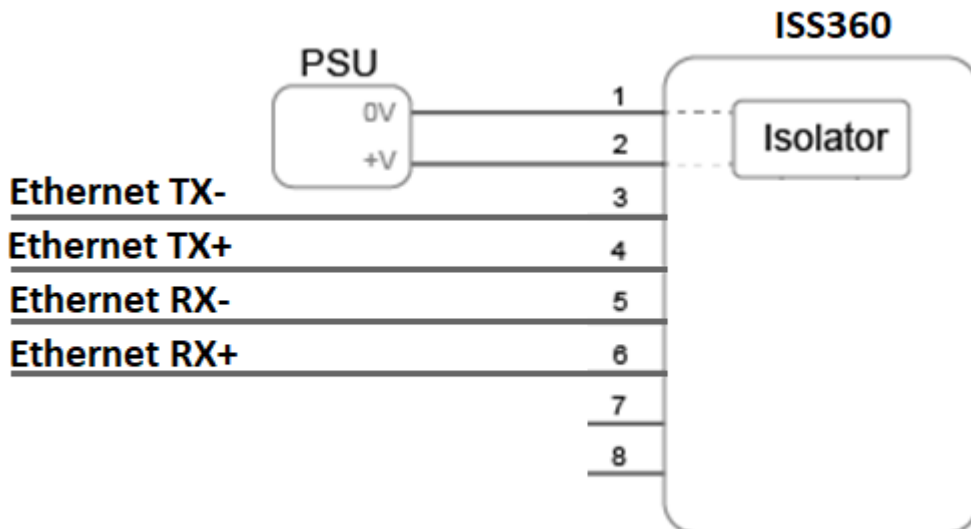 ISS360
PSU
0V
1
Isolator
+V
2
Ethernet TX-
3
Ethernet TX+
4
Ethernet RX-
5
Ethernet RX+
6
7
8